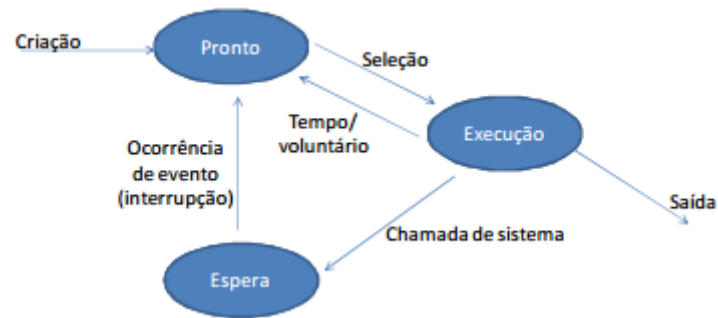 Criação
Pronto
Seleção
Tempo/
voluntário
Execução
Ocorrência
de evento
(interrupção)
Saída
Chamada de sistema
Espera